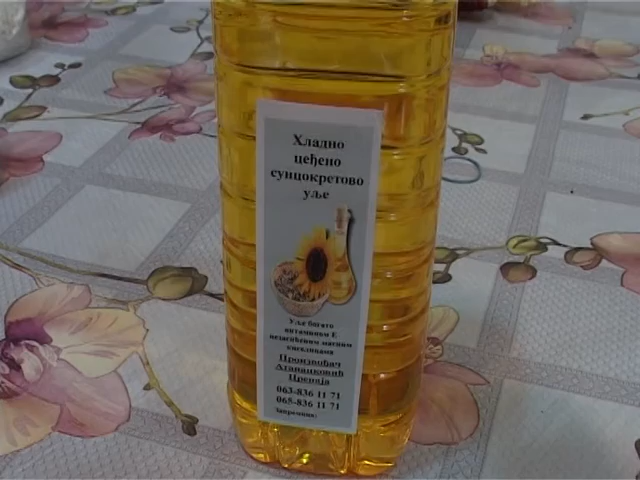 Хладно
цеђено
сунцокретово
уље
Уље богато
витамином Е
незасићеним масним
киселинама
Произвођач
Атанацковић
Црепаја
063-836 11 71
065-836 11 71
Запремина: